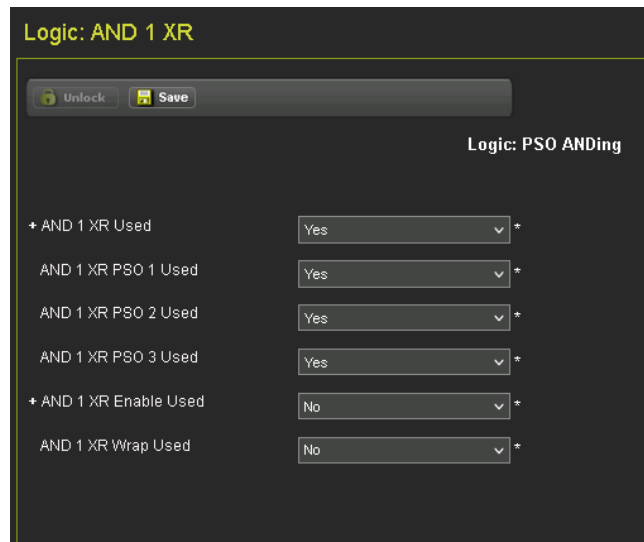 Logic: AND 1 XR
Unlock Save
Logic: PSO ANDing
+ AND 1 XR Used Yes *
AND 1 XR PSO 1 Used Yes *
AND 1 XR PSO 2 Used Yes *
AND 1 XR PSO 3 Used Yes *
+ AND 1 XR Enable Used No *
AND 1 XR Wrap Used No *